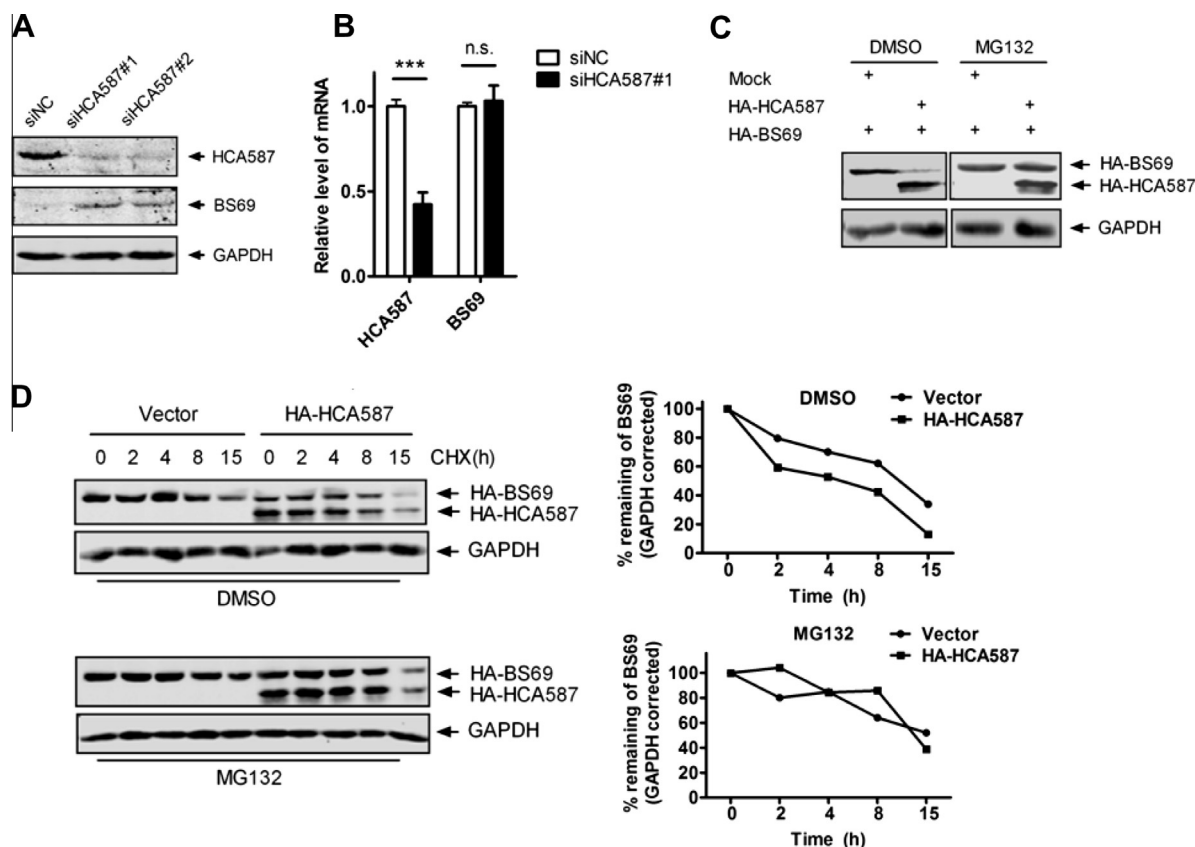 A
siNC
siHCA587#1
siHCA587#2
HCA587
BS69
GAPDH
B
Relative level of mRNA
1.0
0.5
0.0
***
n.s.
siNC
siHCA587#1
HCA587
BS69
C
DMSO MG132
Mock + +
HA-HCA587 + +
HA-BS69 + + + +
HA-BS69
HA-HCA587
GAPDH
D
Vector HA-HCA587
0 2 4 8 15 0 2 4 8 15 CHX(h)
HA-BS69
HA-HCA587
GAPDH
DMSO
HA-BS69
HA-HCA587
GAPDH
MG132
DMSO
Vector
HA-HCA587
% remaining of BS69
(GAPDH corrected)
100
80
60
40
20
0
0 2 4 8 15
Time (h)
MG132
Vector
HA-HCA587
% remaining of BS69
(GAPDH corrected)
100
80
60
40
20
0
0 2 4 8 15
Time (h)